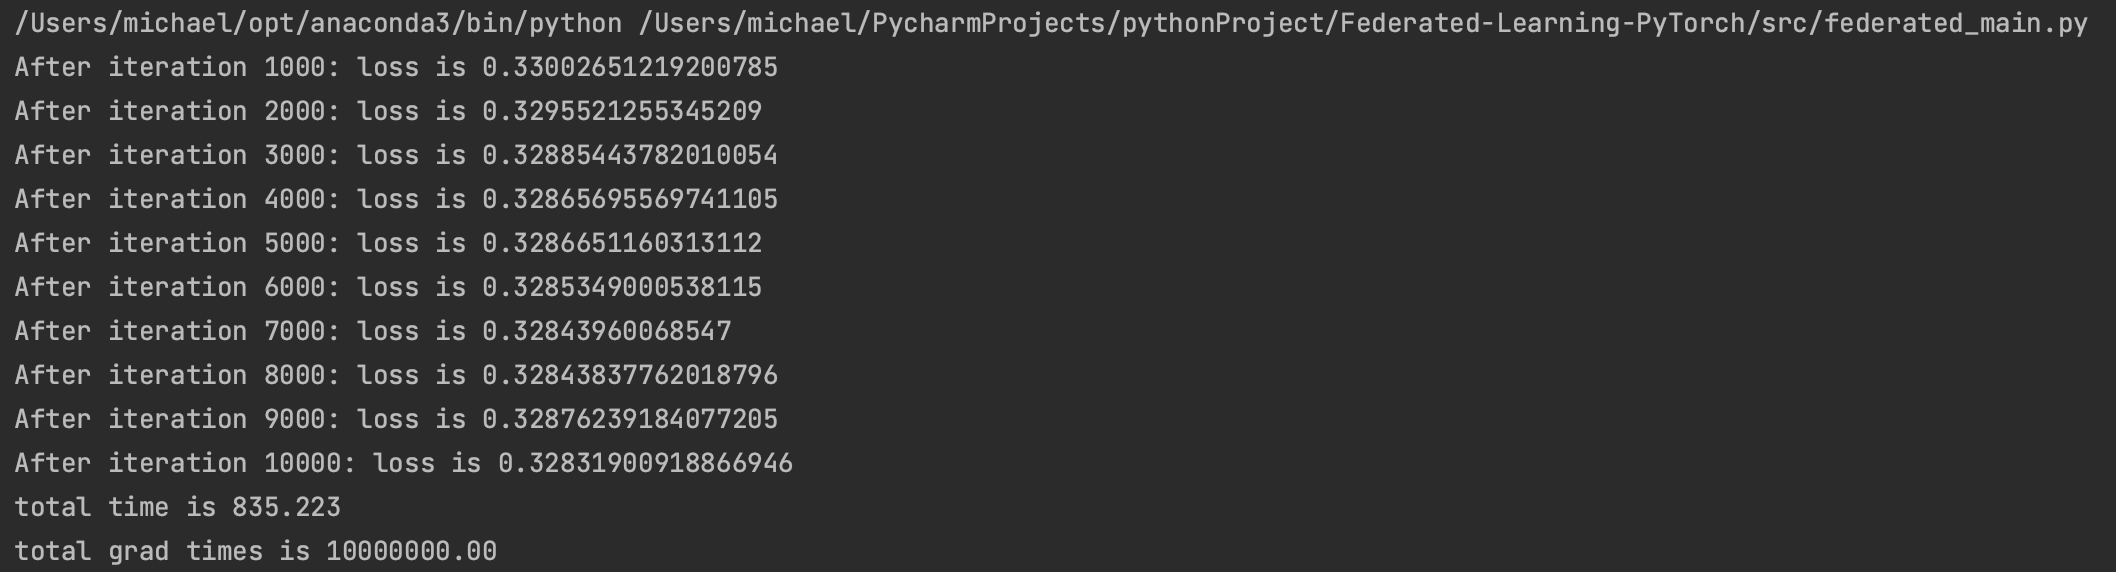 /Users/michael/opt/anaconda3/bin/python /Users/michael/PycharmProjects/pythonProject/Federated-Learning-PyTorch/src/federated_main.py
After iteration 1000: loss is 0.33002651219200785
After iteration 2000: loss is 0.3295521255345209
After iteration 3000: loss is 0.32885443782010054
After iteration 4000: loss is 0.32865695569741105
After iteration 5000: loss is 0.3286651160313112
After iteration 6000: loss is 0.3285349000538115
After iteration 7000: loss is 0.32843960068547
After iteration 8000: loss is 0.32843837762018796
After iteration 9000: loss is 0.32876239184077205
After iteration 10000: loss is 0.32831900918866946
total time is 835.223
total grad times is 10000000.00